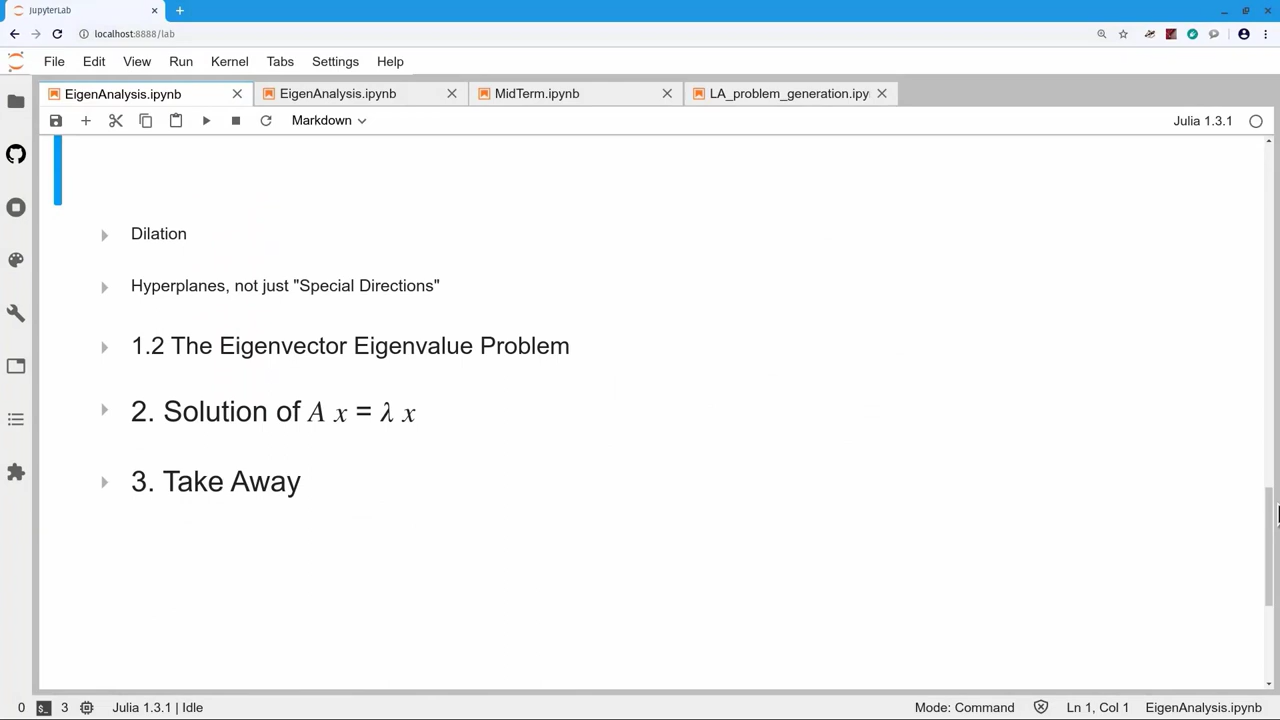 JupyterLab
localhost:8888/lab
File Edit View Run Kernel Tabs Settings Help
EigenAnalysis.ipynb EigenAnalysis.ipynb MidTerm.ipynb LA_problem_generation.ipy
Markdown Julia 1.3.1
Dilation
Hyperplanes, not just "Special Directions"
1.2 The Eigenvector Eigenvalue Problem
2. Solution of A x = λ x
3. Take Away
0 $_ 3 Julia 1.3.1 | Idle Mode: Command Ln 1, Col 1 EigenAnalysis.ipynb